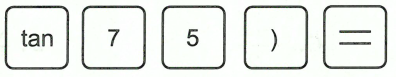 tan 7 5 ) =